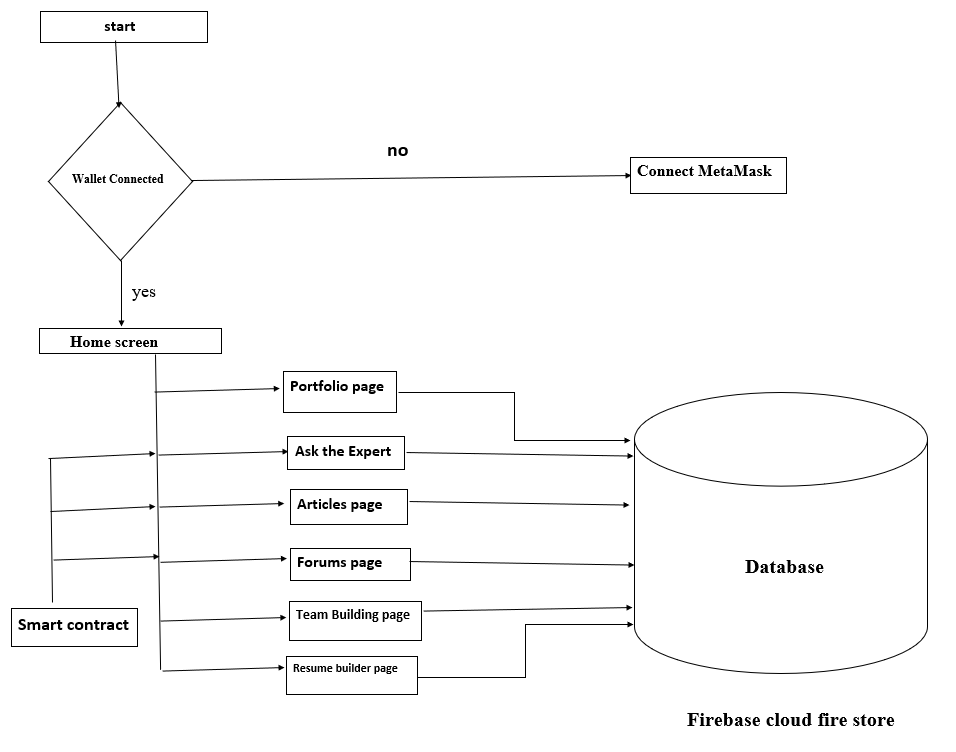 start
Wallet Connected
no
Connect MetaMask
yes
Home screen
Portfolio page
Ask the Expert
Articles page
Forums page
Database
Team Building page
Smart contract
Resume builder page
Firebase cloud fire store